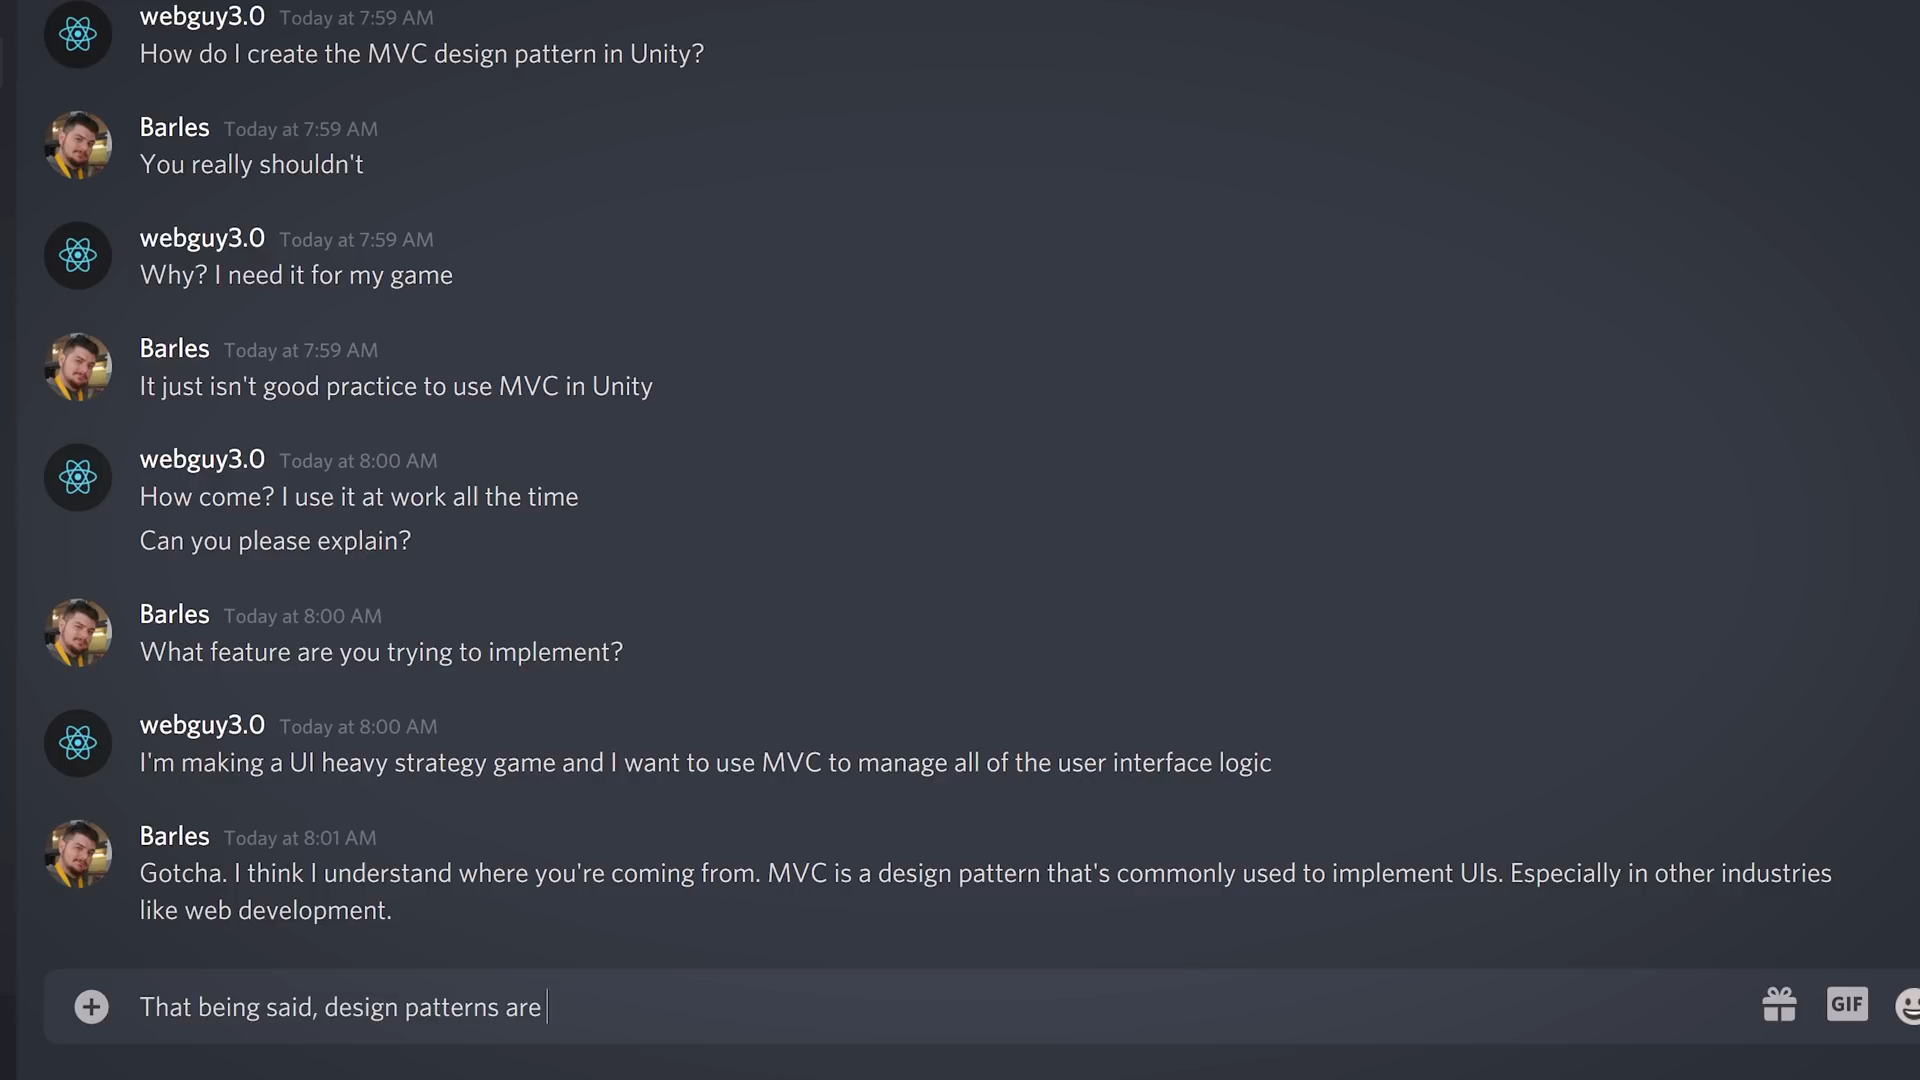 webguy3.0 Today at 7:59 AM
How do I create the MVC design pattern in Unity?
Barles Today at 7:59 AM
You really shouldn't
webguy3.0 Today at 7:59 AM
Why? I need it for my game
Barles Today at 7:59 AM
It just isn't good practice to use MVC in Unity
webguy3.0 Today at 8:00 AM
How come? I use it at work all the time
Can you please explain?
Barles Today at 8:00 AM
What feature are you trying to implement?
webguy3.0 Today at 8:00 AM
I'm making a UI heavy strategy game and I want to use MVC to manage all of the user interface logic
Barles Today at 8:01 AM
Gotcha. I think I understand where you're coming from. MVC is a design pattern that's commonly used to implement UIs. Especially in other industries
like web development.
That being said, design patterns are
GIF